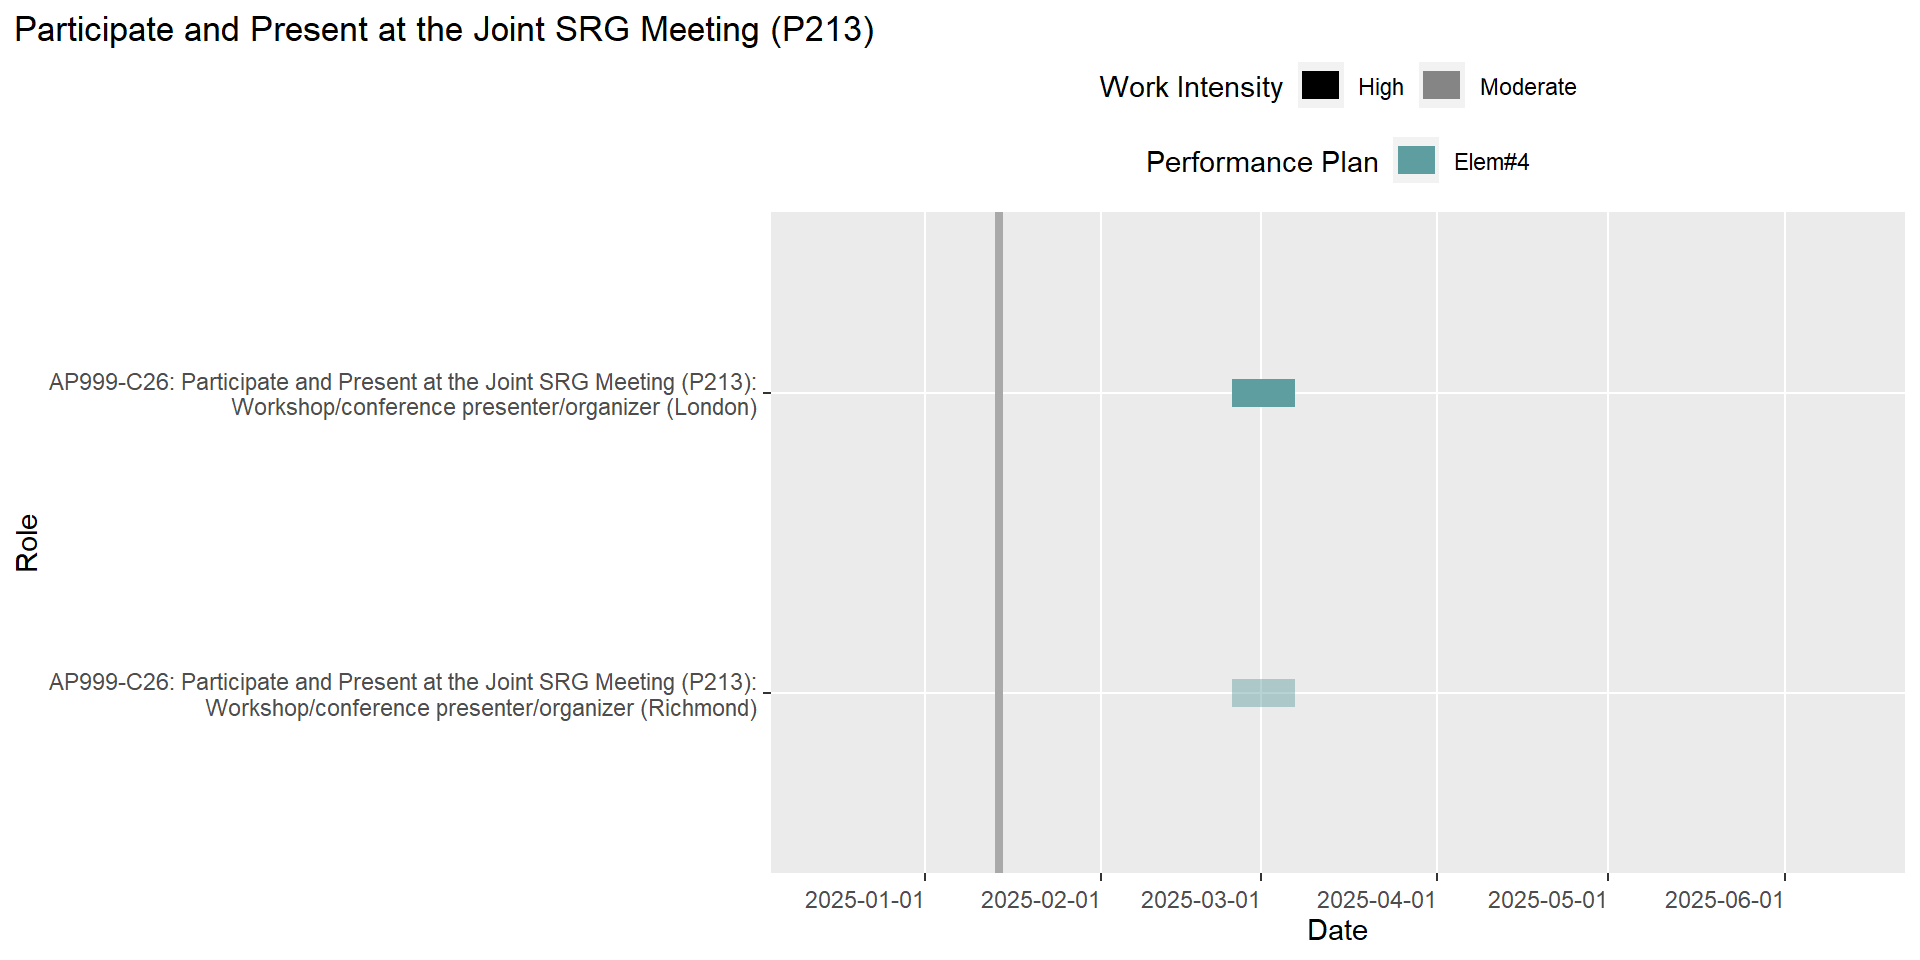 Participate and Present at the Joint SRG Meeting (P213)
Work Intensity High Moderate
Performance Plan Elem#4
AP999-C26: Participate and Present at the Joint SRG Meeting (P213):
Workshop/conference presenter/organizer (London)
Role
AP999-C26: Participate and Present at the Joint SRG Meeting (P213):
Workshop/conference presenter/organizer (Richmond)
2025-01-01 2025-02-01 2025-03-01 2025-04-01 2025-05-01 2025-06-01
Date